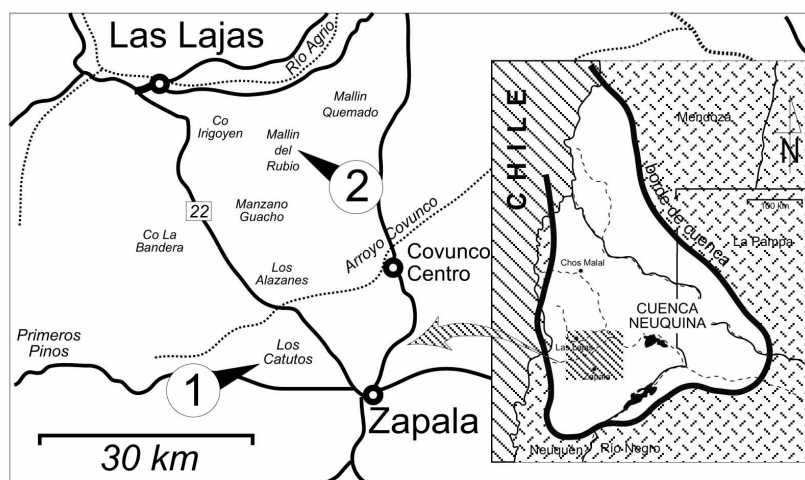 Las Lajas
Río Agrio
Mallin
Quemado
Co
Irigoyen
Mallin
del
Rubio
2
22
Manzano
Guacho
Arroyo Covunco
Co La
Bandera
Covunco
Centro
Los
Alazanes
Primeros
Pinos
Los
Catutos
1
Zapala
30 km
CHILE
Mendoza
N
borde de cuenca
100 km
La Pampa
Chos Malal
CUENCA
NEUQUINA
Las Lajas
Zapala
Neuquén
Río Negro